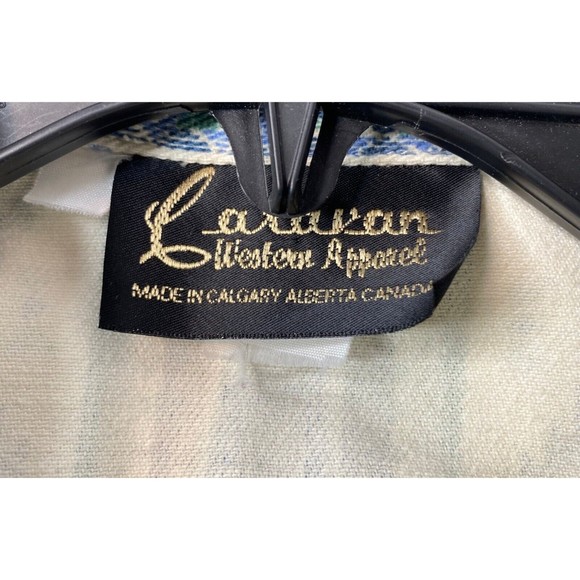 Caravan
Western Apparel
MADE IN CALGARY ALBERTA CANADA